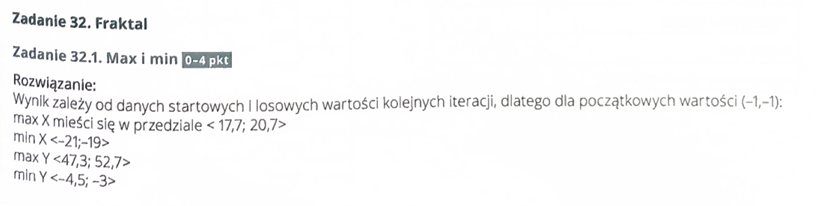 Zadanie 32. Fraktal
Zadanie 32.1. Max i min 0–4 pkt
Rozwiązanie:
Wynik zależy od danych startowych i losowych wartości kolejnych iteracji, dlatego dla początkowych wartości (–1,–1):
max X mieści się w przedziale < 17,7; 20,7>
min X <–21;–19>
max Y <47,3; 52,7>
min Y <–4,5; –3>